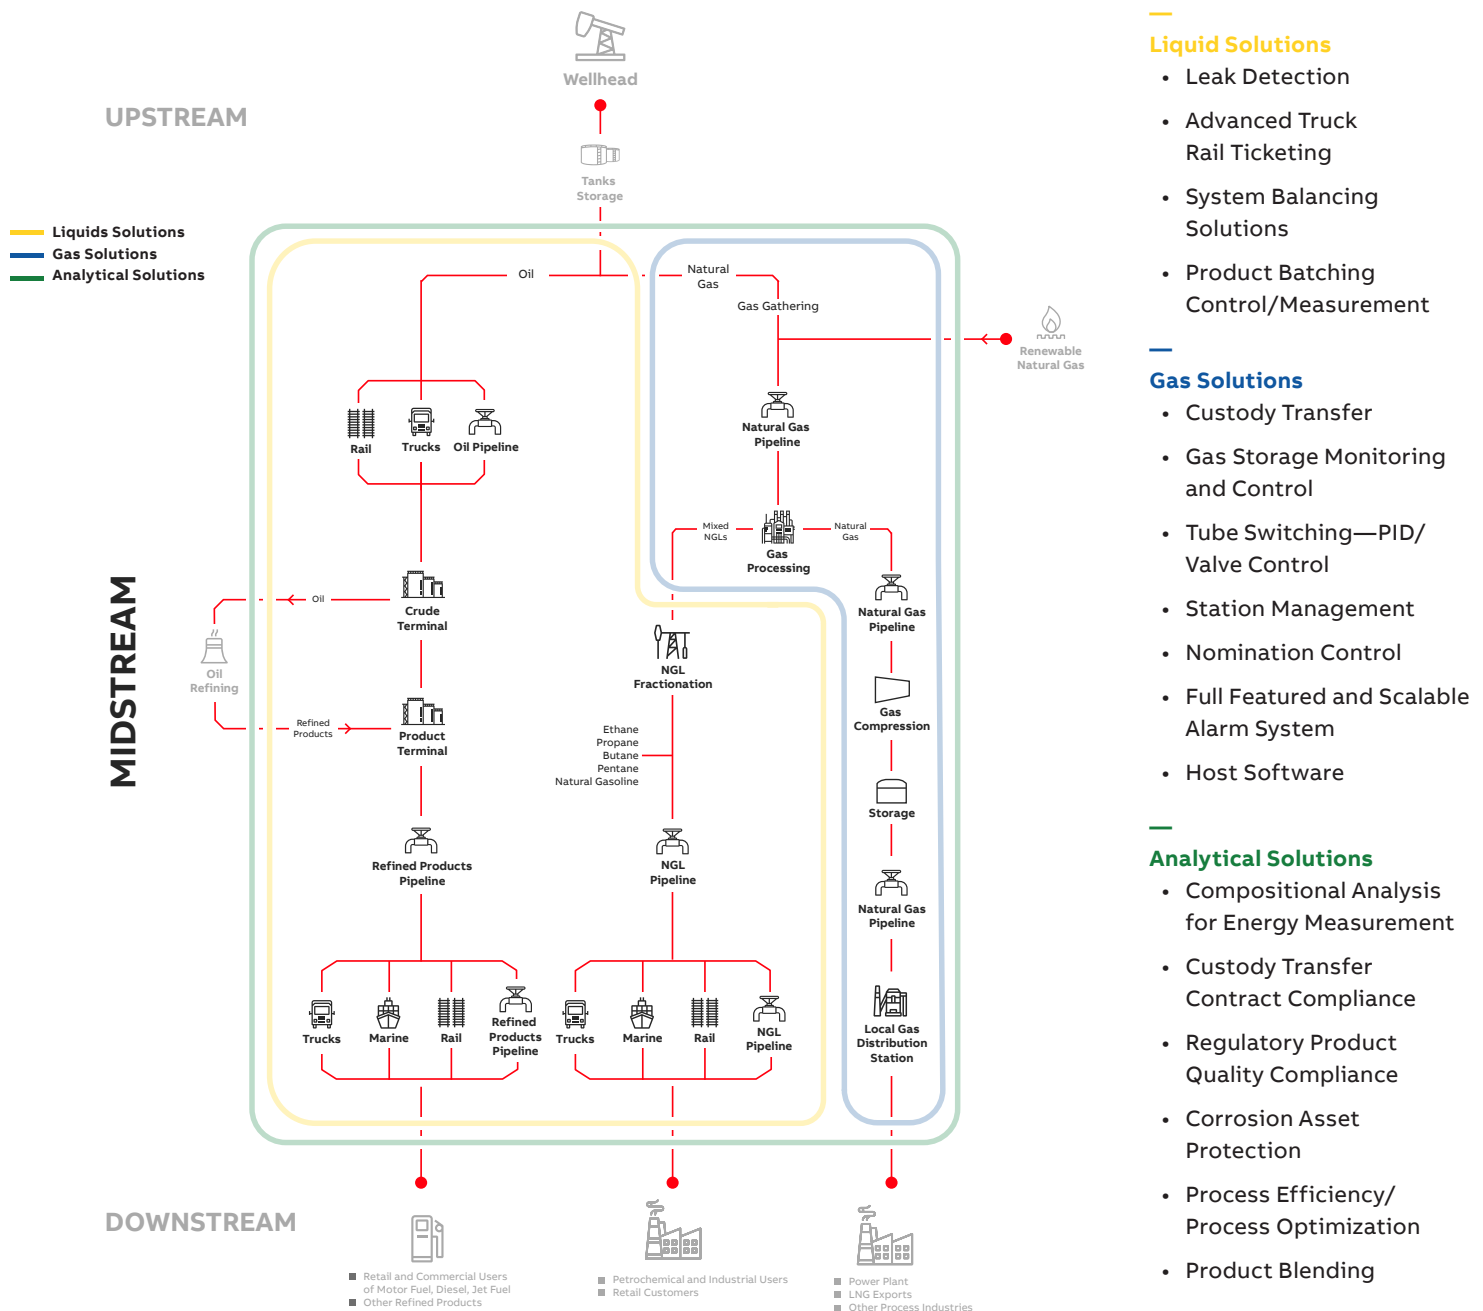 Wellhead
UPSTREAM
Tanks
Storage
Liquids Solutions
Gas Solutions
Analytical Solutions
Oil
Natural
Gas
Gas Gathering
Renewable
Natural Gas
Rail
Trucks
Oil Pipeline
Natural Gas
Pipeline
Mixed
NGLs
Natural
Gas
Gas
Processing
MIDSTREAM
Oil
Crude
Terminal
Natural Gas
Pipeline
Oil
Refining
NGL
Fractionation
Refined
Products
Product
Terminal
Gas
Compression
Ethane
Propane
Butane
Pentane
Natural Gasoline
Storage
Refined Products
Pipeline
NGL
Pipeline
Natural Gas
Pipeline
Trucks
Marine
Rail
Refined
Products
Pipeline
Trucks
Marine
Rail
NGL
Pipeline
Local Gas
Distribution
Station
DOWNSTREAM
Retail and Commercial Users
of Motor Fuel, Diesel, Jet Fuel
Other Refined Products
Petrochemical and Industrial Users
Retail Customers
Power Plant
LNG Exports
Other Process Industries
Liquid Solutions
• Leak Detection
• Advanced Truck
Rail Ticketing
• System Balancing
Solutions
• Product Batching
Control/Measurement
Gas Solutions
• Custody Transfer
• Gas Storage Monitoring
and Control
• Tube Switching—PID/
Valve Control
• Station Management
• Nomination Control
• Full Featured and Scalable
Alarm System
• Host Software
Analytical Solutions
• Compositional Analysis
for Energy Measurement
• Custody Transfer
Contract Compliance
• Regulatory Product
Quality Compliance
• Corrosion Asset
Protection
• Process Efficiency/
Process Optimization
• Product Blending